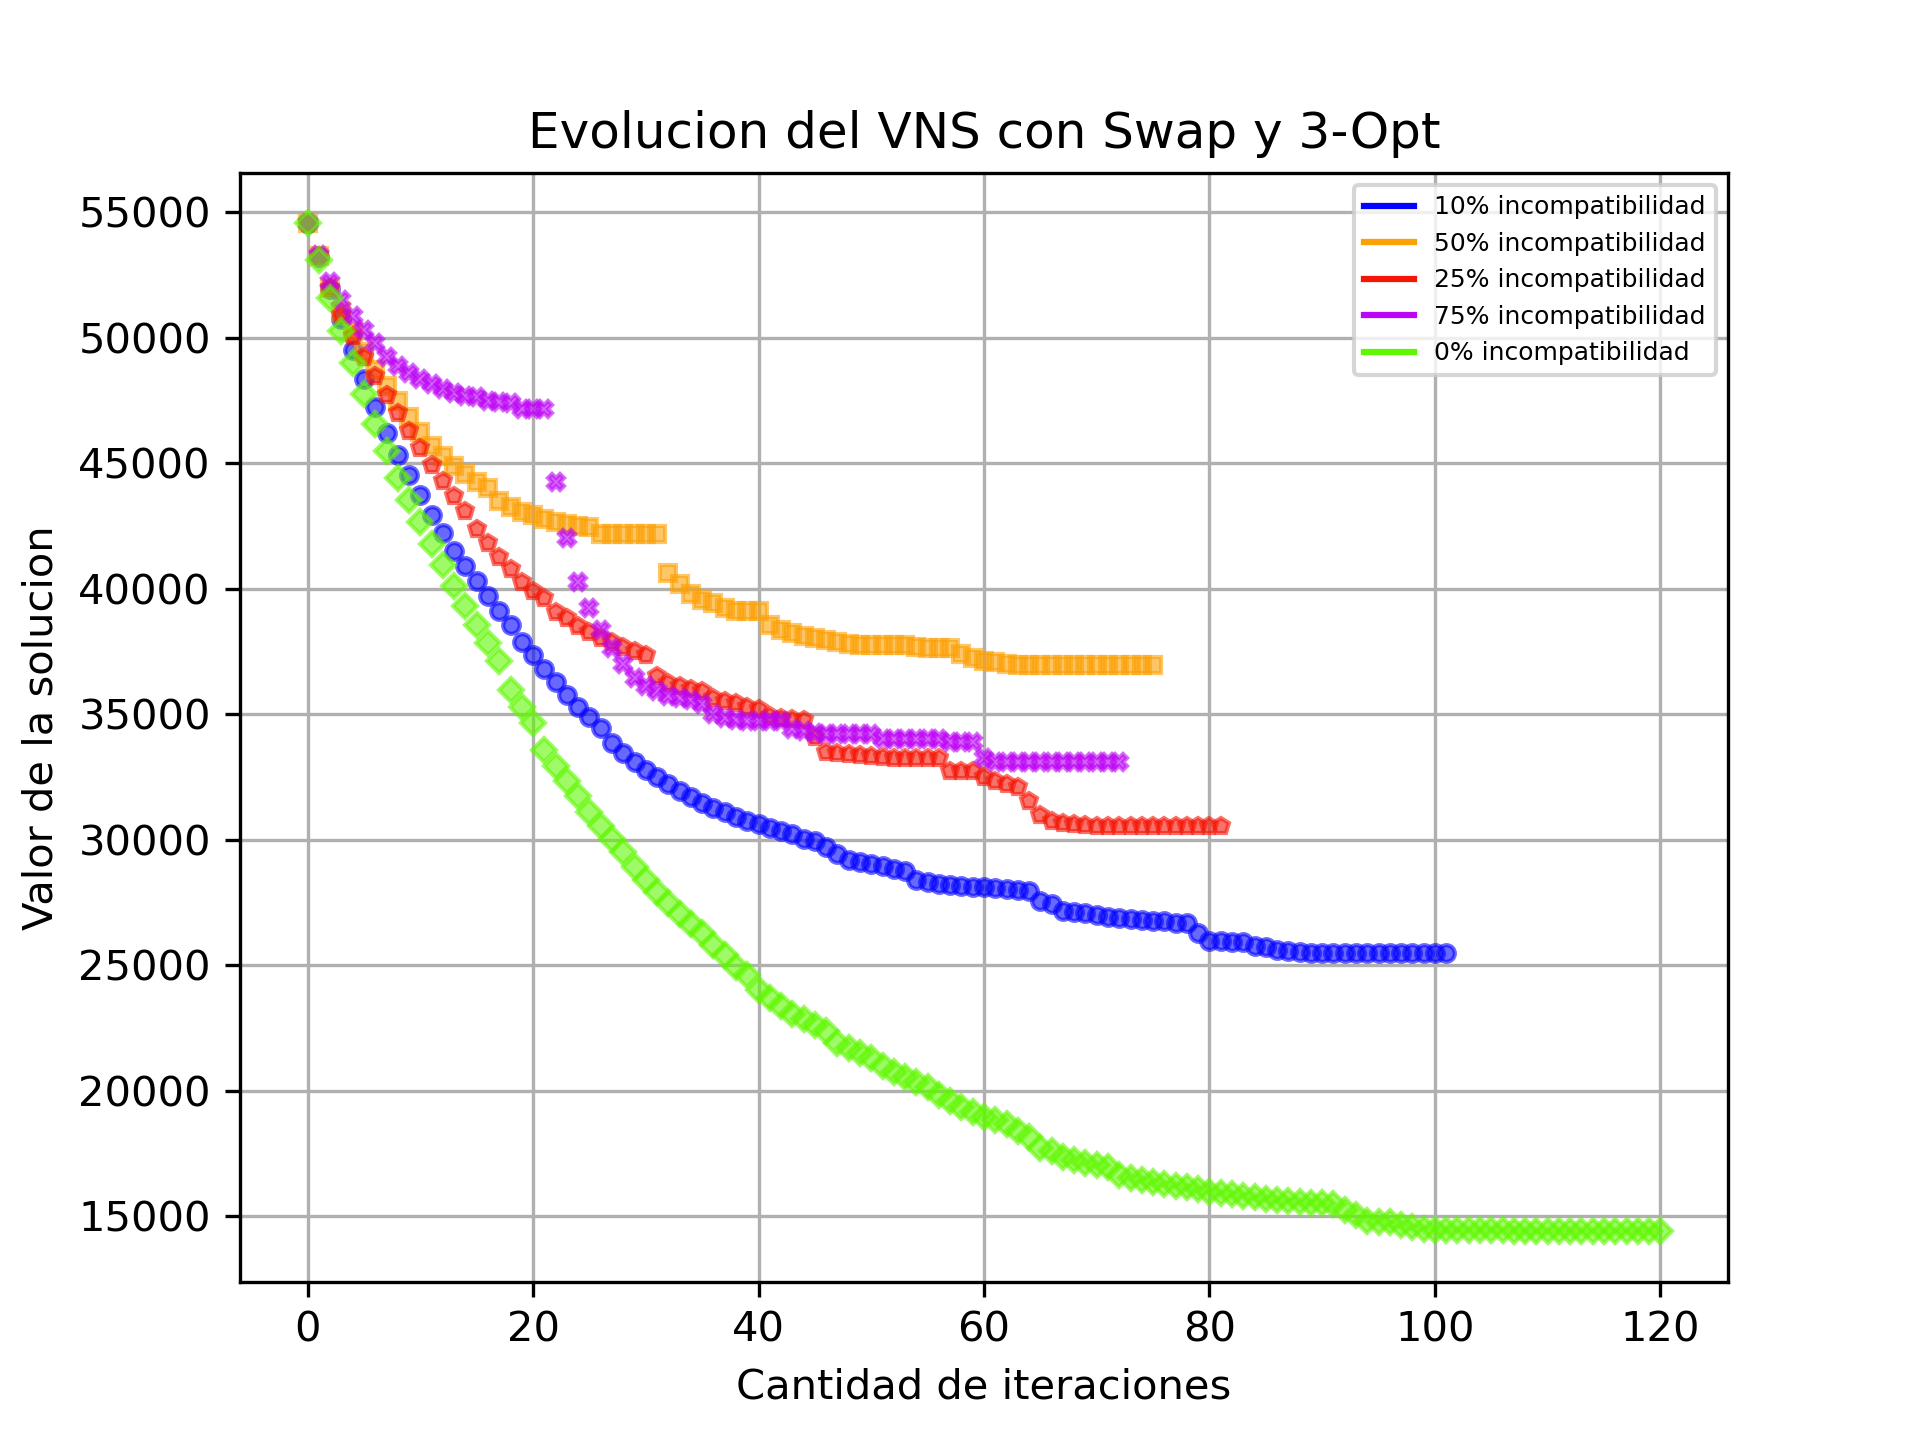 Evolucion del VNS con Swap y 3-Opt
55000
50000
45000
40000
35000
30000
25000
20000
15000
Valor de la solucion
10% incompatibilidad
50% incompatibilidad
25% incompatibilidad
75% incompatibilidad
0% incompatibilidad
0 20 40 60 80 100 120
Cantidad de iteraciones